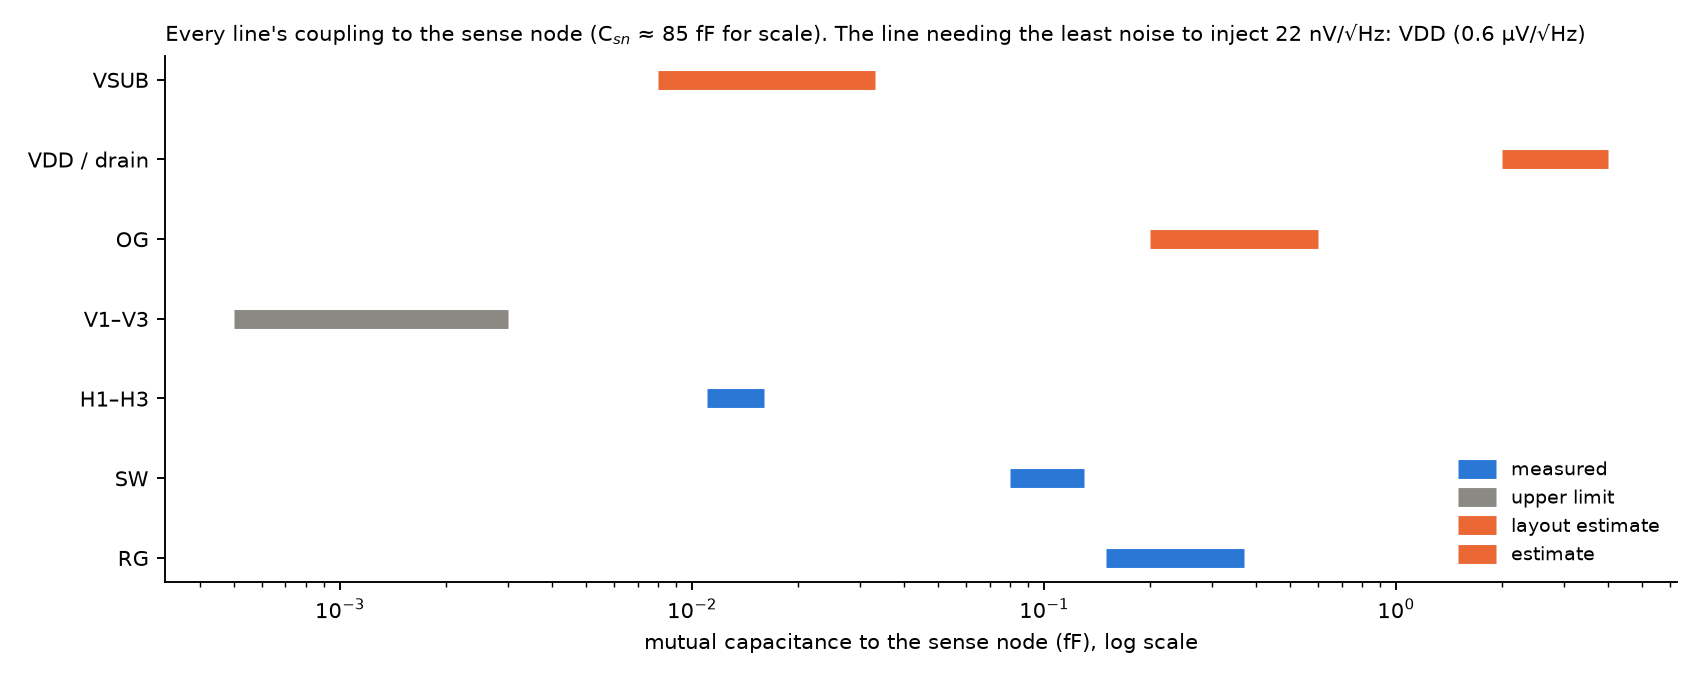 Every line's coupling to the sense node (Csn ≈ 85 fF for scale). The line needing the least noise to inject 22 nV/√Hz: VDD (0.6 µV/√Hz)
VSUB
VDD / drain
OG
V1–V3
H1–H3
SW
RG
measured
upper limit
layout estimate
estimate
10⁻³ 10⁻² 10⁻¹ 10⁰
mutual capacitance to the sense node (fF), log scale